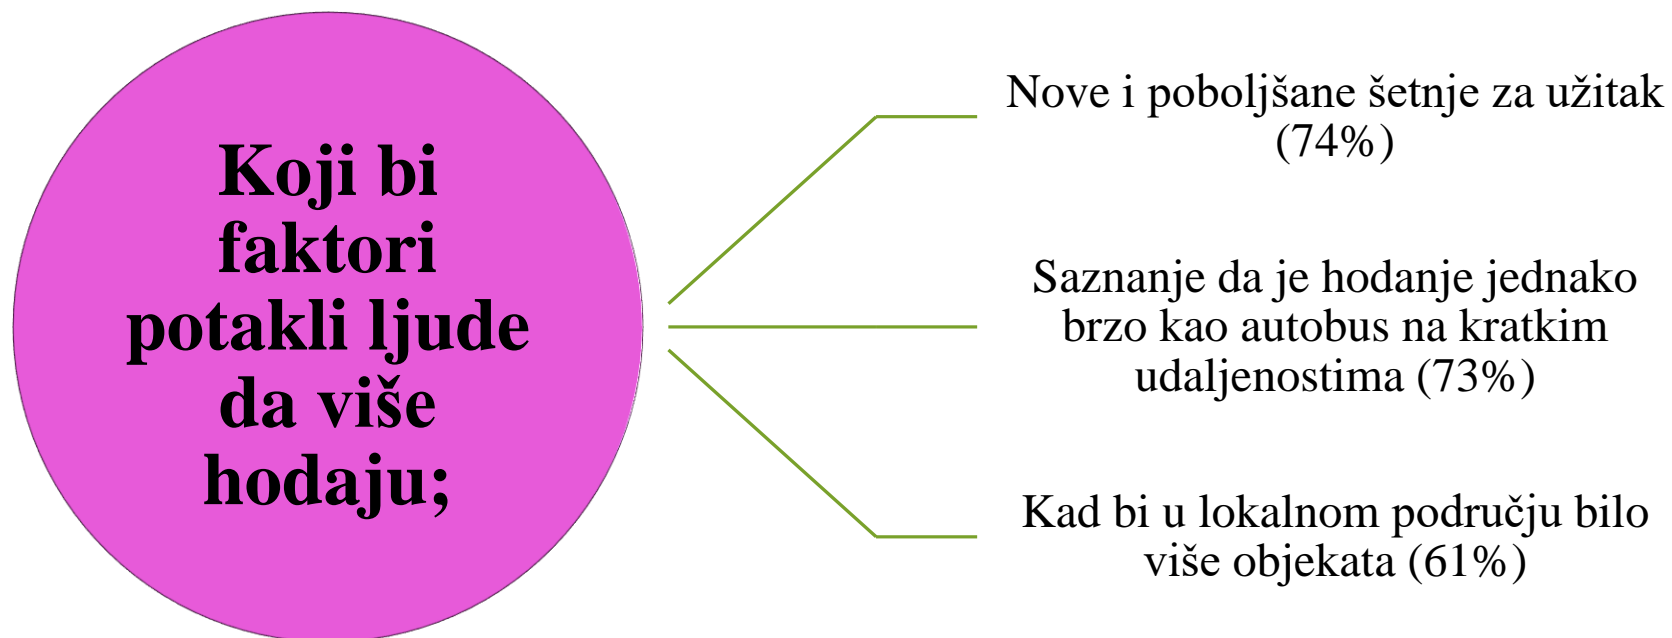 Koji bi
faktori
potakli ljude
da više
hodaju;
Nove i poboljšane šetnje za užitak
(74%)
Saznanje da je hodanje jednako
brzo kao autobus na kratkim
udaljenostima (73%)
Kad bi u lokalnom području bilo
više objekata (61%)